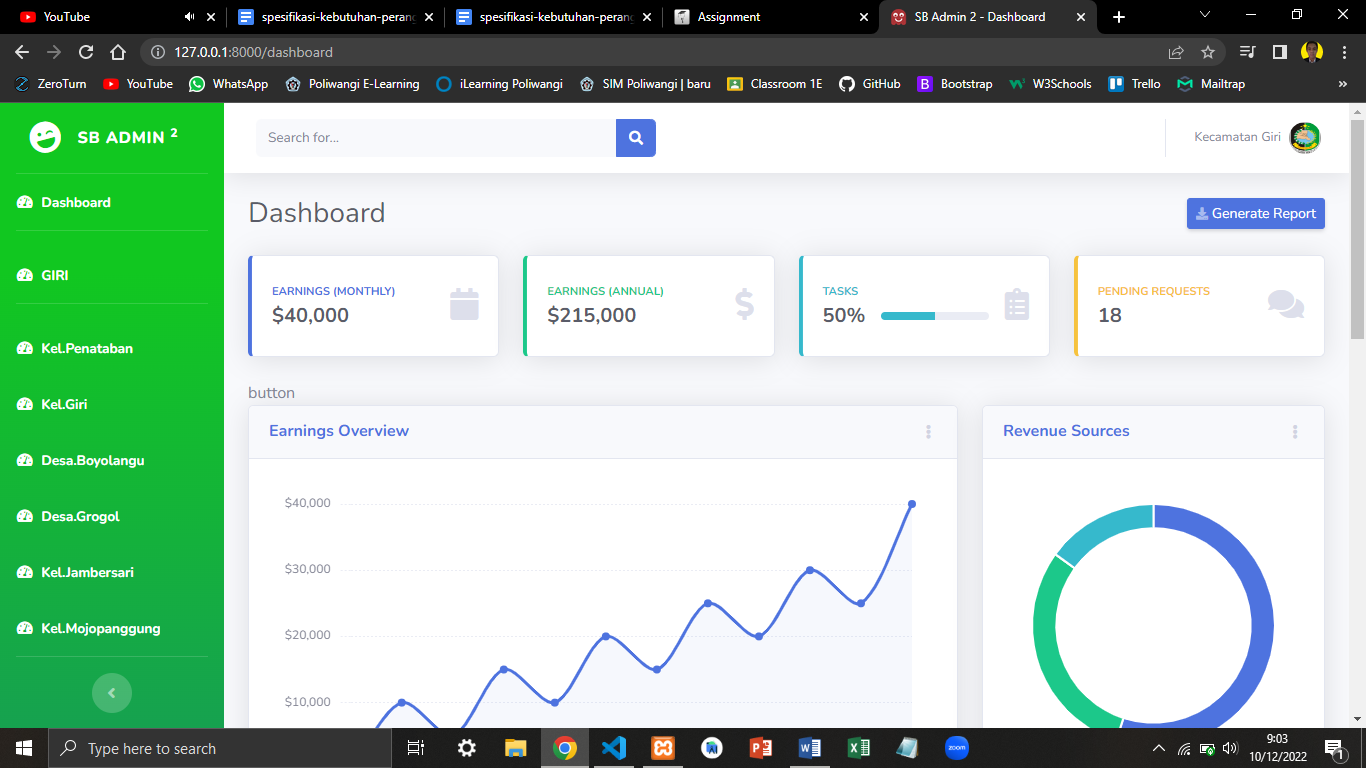 YouTube
spesifikasi-kebutuhan-perang
spesifikasi-kebutuhan-perang
Assignment
SB Admin 2 - Dashboard
127.0.0.1:8000/dashboard
ZeroTurn
YouTube
WhatsApp
Poliwangi E-Learning
iLearning Poliwangi
SIM Poliwangi | baru
Classroom 1E
GitHub
Bootstrap
W3Schools
Trello
Mailtrap
»
SB ADMIN 2
Search for...
Kecamatan Giri
Dashboard
GIRI
Kel.Penataban
Kel.Giri
Desa.Boyolangu
Desa.Grogol
Kel.Jambersari
Kel.Mojopanggung
Dashboard
Generate Report
EARNINGS (MONTHLY)
$40,000
EARNINGS (ANNUAL)
$215,000
TASKS
50%
PENDING REQUESTS
18
button
Earnings Overview
$40,000
$30,000
$20,000
$10,000
Revenue Sources
Type here to search
zoom
9:03
10/12/2022
1